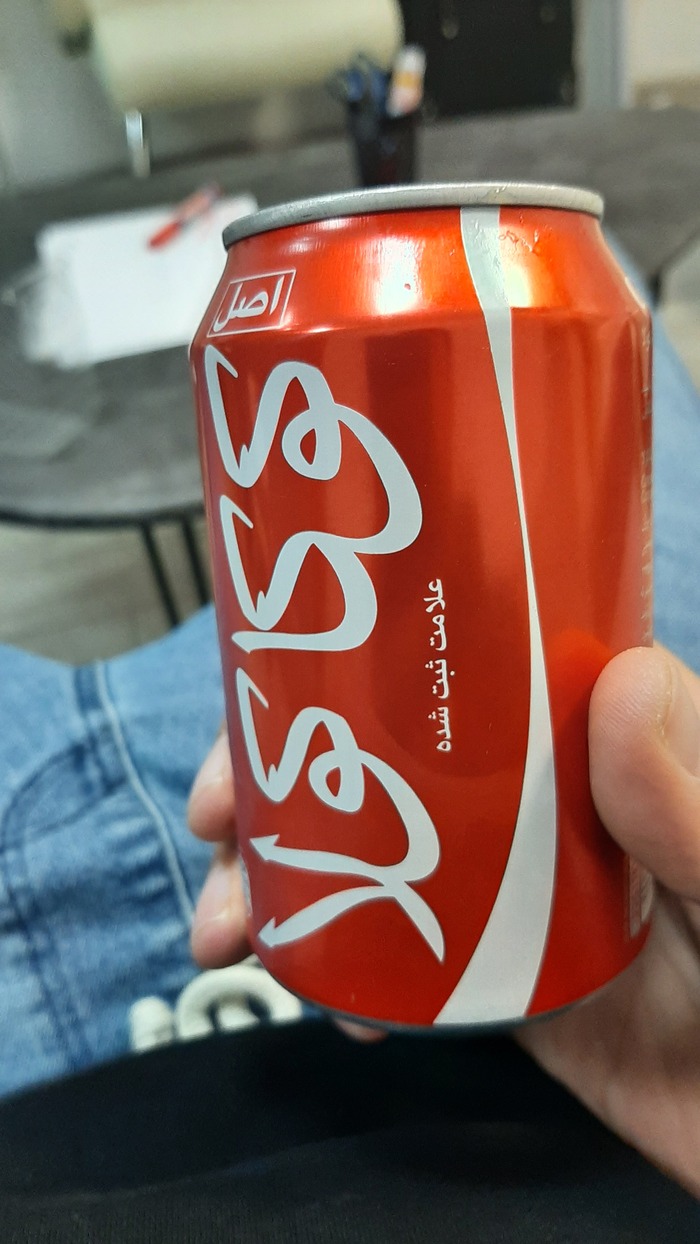 اصل
کوکاکولا
علامت ثبت شده